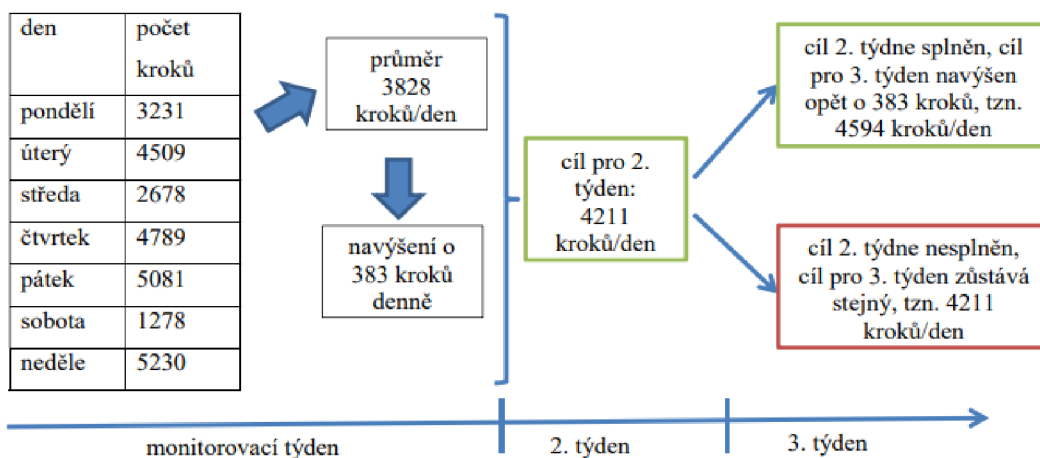 den
počet
kroků
pondělí 3231
úterý 4509
středa 2678
čtvrtek 4789
pátek 5081
sobota 1278
neděle 5230
průměr
3828
kroků/den
navýšení o
383 kroků
denně
cíl pro 2.
týden:
4211
kroků/den
cíl 2. týdne splněn, cíl
pro 3. týden navýšen
opět o 383 kroků, tzn.
4594 kroků/den
cíl 2. týdne nesplněn,
cíl pro 3. týden zůstává
stejný, tzn. 4211
kroků/den
monitorovací týden
2. týden
3. týden